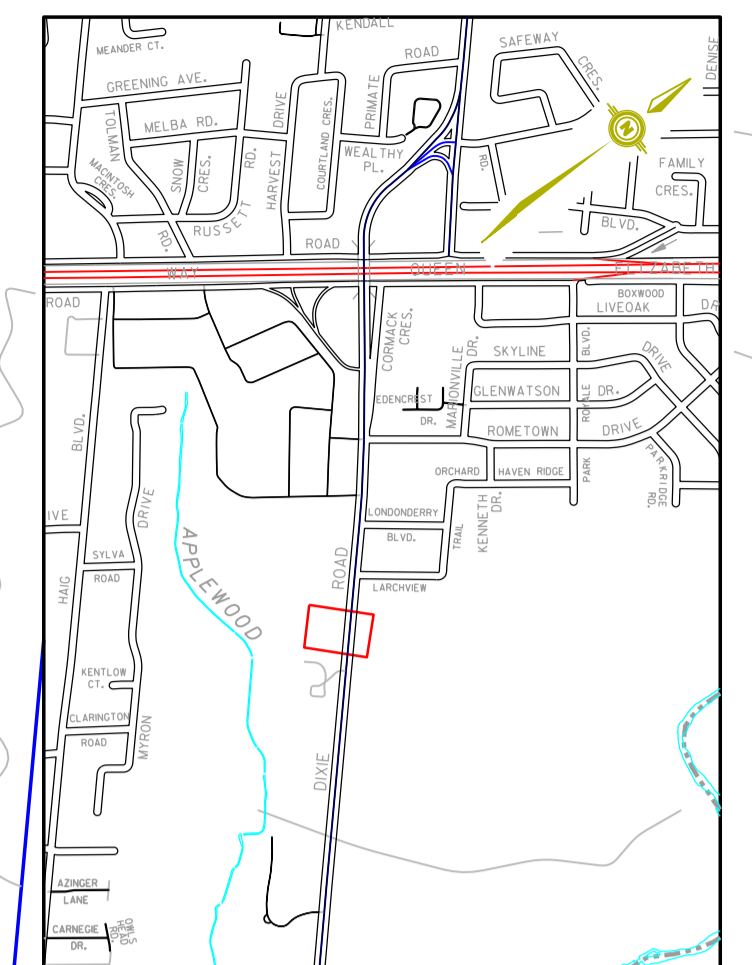 KENDALL
MEANDER CT.
SAFEWAY
CRES.
DENISE
ROAD
GREENING AVE.
PRIMATE
TOLMAN
MELBA RD.
DRIVE
COURTLAND CRES.
HARVEST
MACINTOSH
CRES.
SNOW
CRES.
RD.
WEALTHY
PL.
RD.
N
FAMILY
CRES.
RUSSETT
RD.
ROAD
BLVD.
WAY
QUEEN
ELIZABETH
ROAD
BOXWOOD
LIVEOAK
DR
CORMACK
CRES.
MARIONVILLE
DR.
SKYLINE
BLVD.
DRIVE
EDENCREST
DR.
GLENWATSON
DR.
ROYALE
ROMETOWN
DRIVE
BLVD.
ORCHARD
HAVEN RIDGE
PARK
PARKRIDGE
RD.
DRIVE
IVE
LONDONDERRY
BLVD.
TRAIL
KENNETH
DR.
APPLEWOOD
SYLVA
ROAD
HAIG
ROAD
LARCHVIEW
KENTLOW
CT.
CLARINGTON
ROAD
MYRON
DIXIE
AZINGER
LANE
CARNEGIE
DR.
OWLS
HEAD
RD.